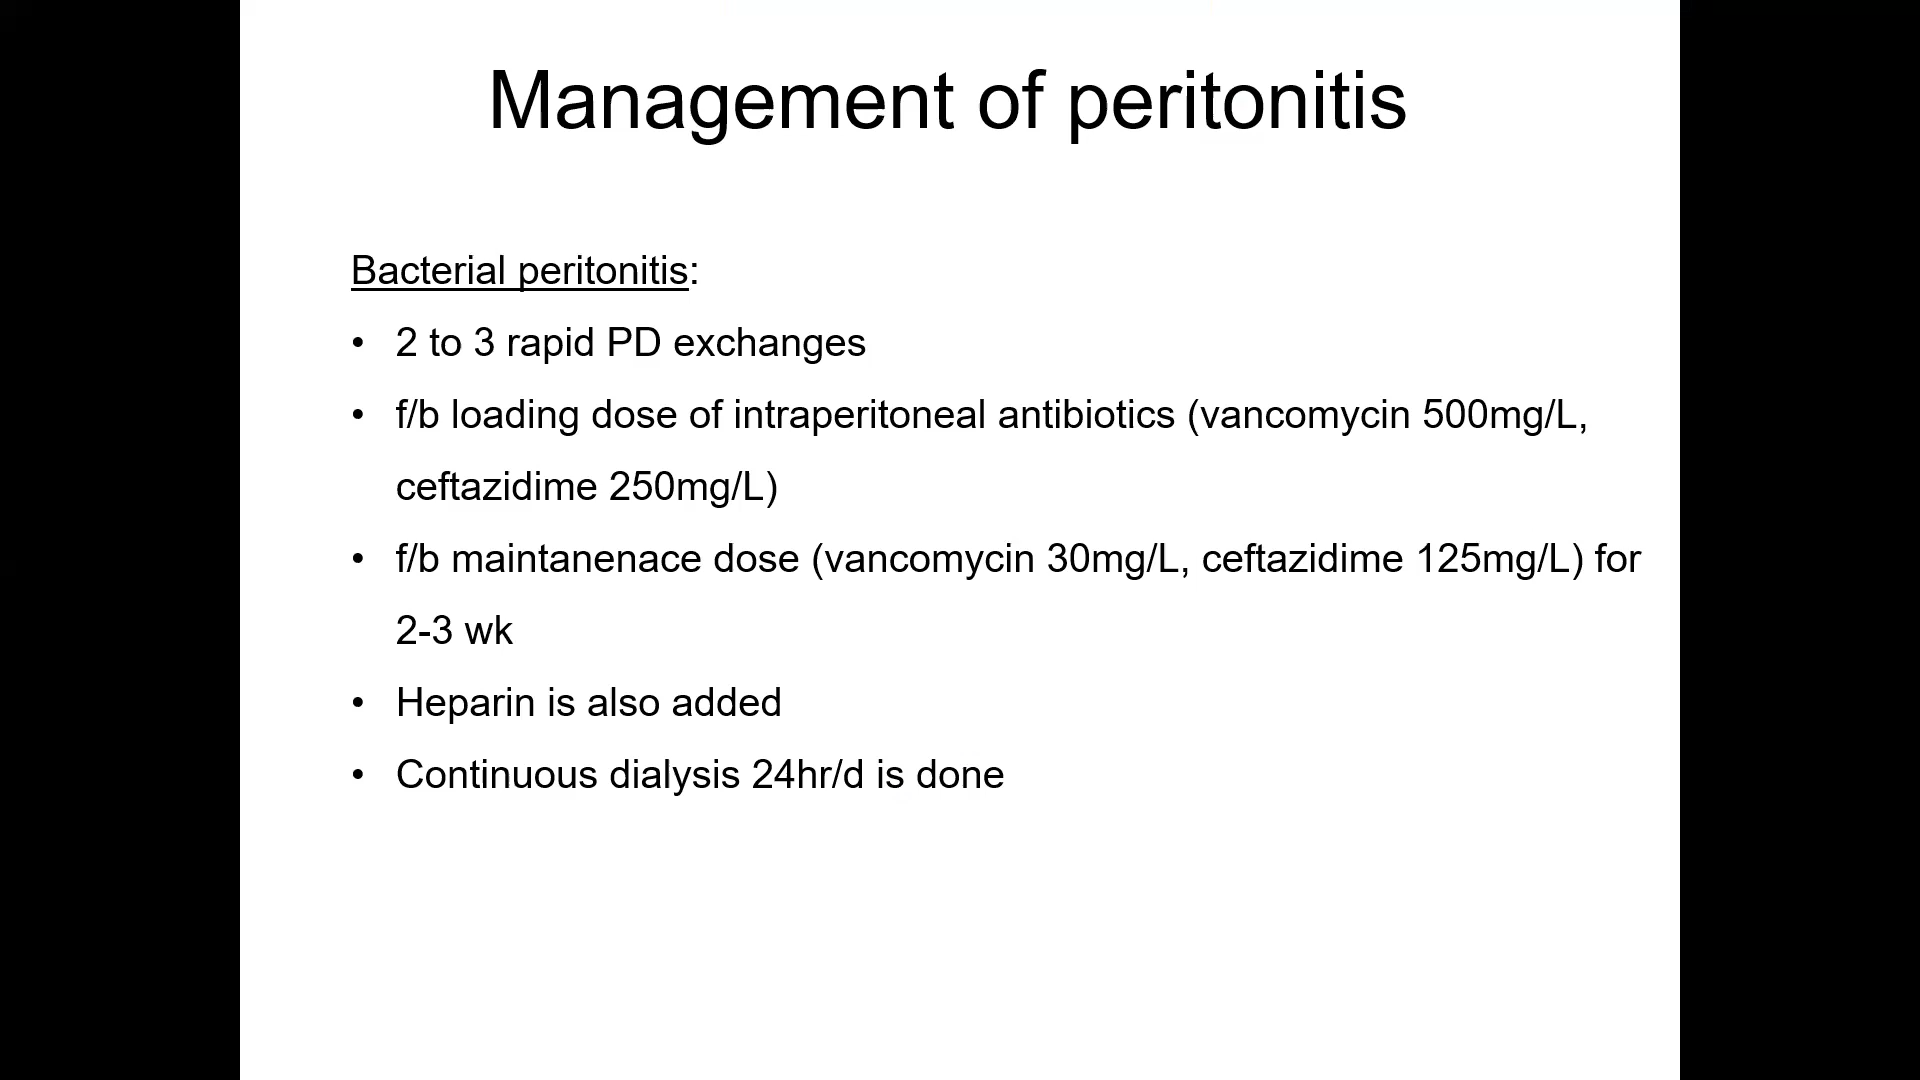 Management of peritonitis
Bacterial peritonitis:
• 2 to 3 rapid PD exchanges
• f/b loading dose of intraperitoneal antibiotics (vancomycin 500mg/L,
ceftazidime 250mg/L)
• f/b maintanenace dose (vancomycin 30mg/L, ceftazidime 125mg/L) for
2-3 wk
• Heparin is also added
• Continuous dialysis 24hr/d is done